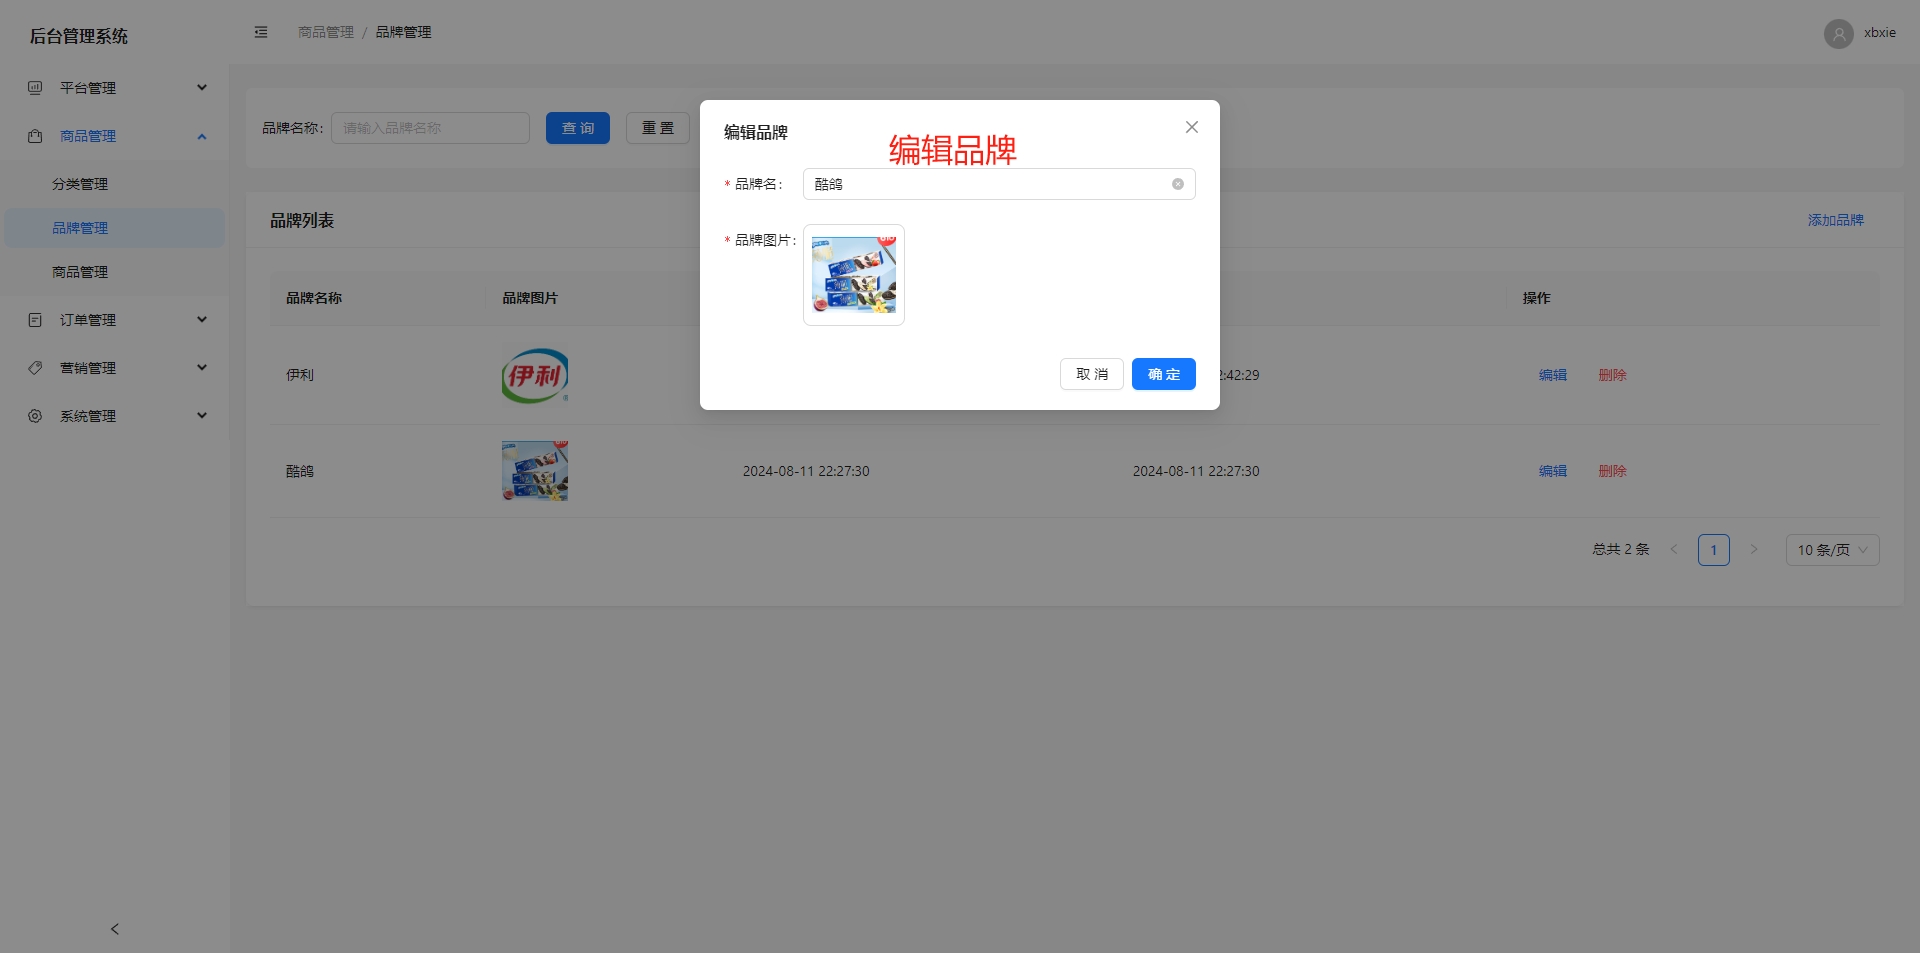 后台管理系统
商品管理 / 品牌管理
xbxie
平台管理
商品管理
分类管理
品牌管理
商品管理
订单管理
营销管理
系统管理
品牌名称:
请输入品牌名称
查 询
重 置
编辑品牌
编辑品牌
* 品牌名:
酷鸽
* 品牌图片:
取 消
确 定
品牌列表
添加品牌
品牌名称
品牌图片
操作
伊利
伊利
2:42:29
编辑
删除
酷鸽
2024-08-11 22:27:30
2024-08-11 22:27:30
编辑
删除
总共 2 条
1
10 条/页